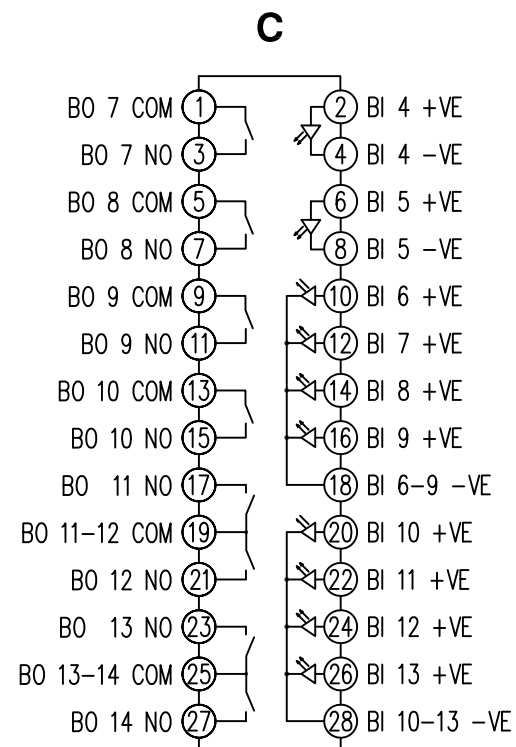 C
BO 7 COM 1 2 BI 4 +VE
BO 7 NO 3 4 BI 4 -VE
BO 8 COM 5 6 BI 5 +VE
BO 8 NO 7 8 BI 5 -VE
BO 9 COM 9 10 BI 6 +VE
BO 9 NO 11 12 BI 7 +VE
BO 10 COM 13 14 BI 8 +VE
BO 10 NO 15 16 BI 9 +VE
BO 11 NO 17 18 BI 6-9 -VE
BO 11-12 COM 19 20 BI 10 +VE
BO 12 NO 21 22 BI 11 +VE
BO 13 NO 23 24 BI 12 +VE
BO 13-14 COM 25 26 BI 13 +VE
BO 14 NO 27 28 BI 10-13 -VE